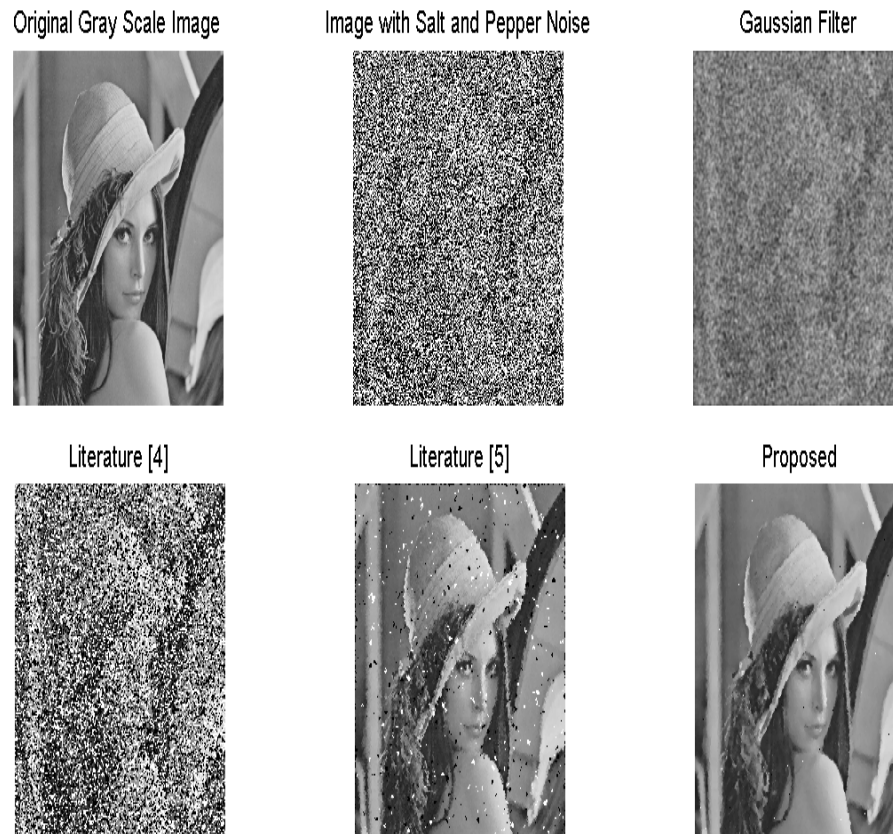 Original Gray Scale Image
Image with Salt and Pepper Noise
Gaussian Filter
Literature [4]
Literature [5]
Proposed